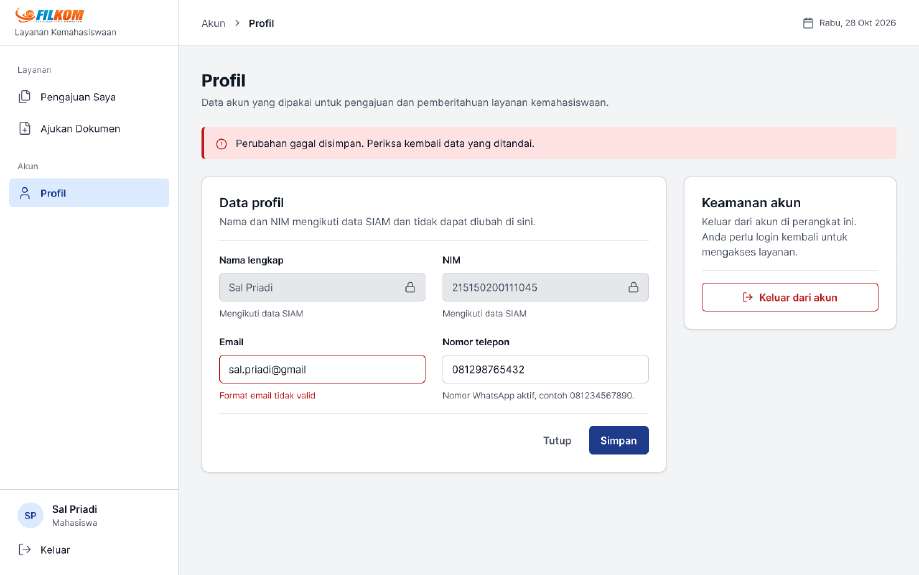 FILKOM
Layanan Kemahasiswaan
Akun > Profil
Rabu, 28 Okt 2026
Layanan
Pengajuan Saya
Ajukan Dokumen
Akun
Profil
Profil
Data akun yang dipakai untuk pengajuan dan pemberitahuan layanan kemahasiswaan.
Perubahan gagal disimpan. Periksa kembali data yang ditandai.
Data profil
Nama dan NIM mengikuti data SIAM dan tidak dapat diubah di sini.
Nama lengkap
Sal Priadi
Mengikuti data SIAM
NIM
215150200111045
Mengikuti data SIAM
Email
sal.priadi@gmail
Format email tidak valid
Nomor telepon
081298765432
Nomor WhatsApp aktif, contoh 081234567890.
Tutup
Simpan
Keamanan akun
Keluar dari akun di perangkat ini.
Anda perlu login kembali untuk
mengakses layanan.
Keluar dari akun
SP
Sal Priadi
Mahasiswa
Keluar